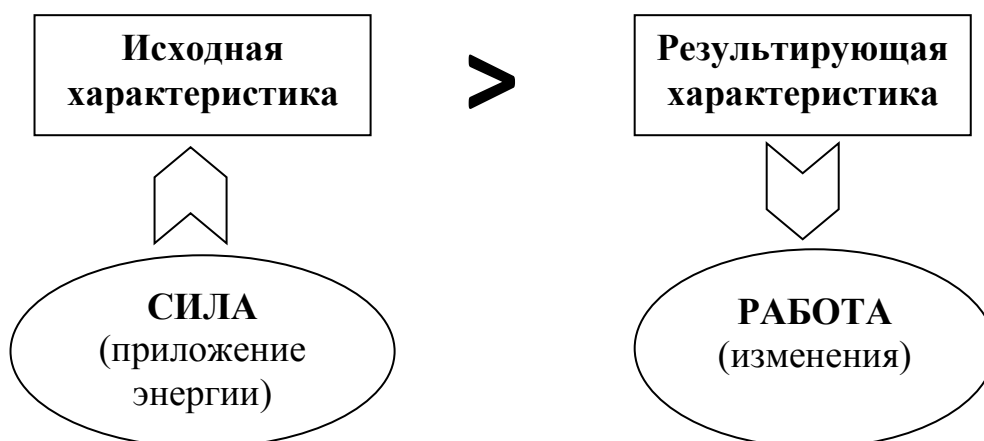 Исходная
характеристика
>
Результирующая
характеристика
СИЛА
(приложение
энергии)
РАБОТА
(изменения)